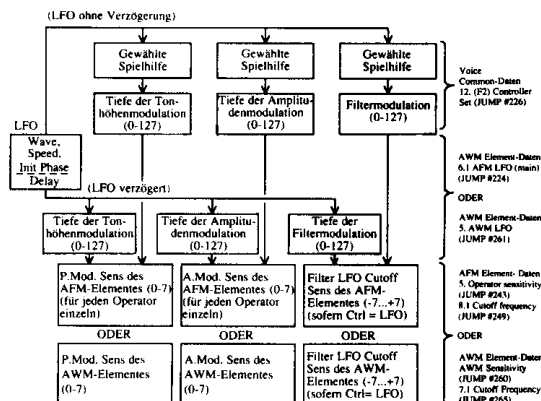 (LFO ohne Verzögerung)
Gewählte
Spielhilfe
Gewählte
Spielhilfe
Gewählte
Spielhilfe
Tiefe der Ton-
höhenmodulation
(0-127)
Tiefe der Amplitu-
denmodulation
(0-127)
Filtermodulation
(0-127)
Voice
Common-Daten
12. (F2) Controller
Set (JUMP #226)
LFO
Wave,
Speed,
Init Phase
Delay
(LFO verzögert)
Tiefe der Ton-
höhenmodulation
(0-127)
Tiefe der Ampli-
denmodulation
(0-127)
Tiefe der
Filtermodulation
(0-127)
AWM Element-Daten
6.1 AFM LFO (main)
(JUMP #224)
ODER
AWM Element-Daten
5. AWM LFO
(JUMP #261)
P.Mod. Sens des
AFM-Elementes (0-7)
(für jeden Operator
einzeln)
A.Mod. Sens des
AFM-Elementes (0-7)
(für jeden Operator
einzeln)
Filter LFO Cutoff
Sens des AFM-
Elementes (-7...+7)
(sofern Ctrl = LFO)
AFM Element- Daten
5. Operator sensitivity
(JUMP #243)
8.1 Cutoff frequency
(JUMP #249)
ODER
ODER
ODER
ODER
P.Mod. Sens des
AWM-Elementes
(0-7)
A.Mod. Sens des
AWM-Elementes
(0-7)
Filter LFO Cutoff
Sens des AWM-
Elementes (-7...+7)
(sofern Ctrl= LFO)
AWM Element-Daten
AWM Sensitivity
(JUMP #260)
7.1 Cutoff Frequency
(JUMP #265)